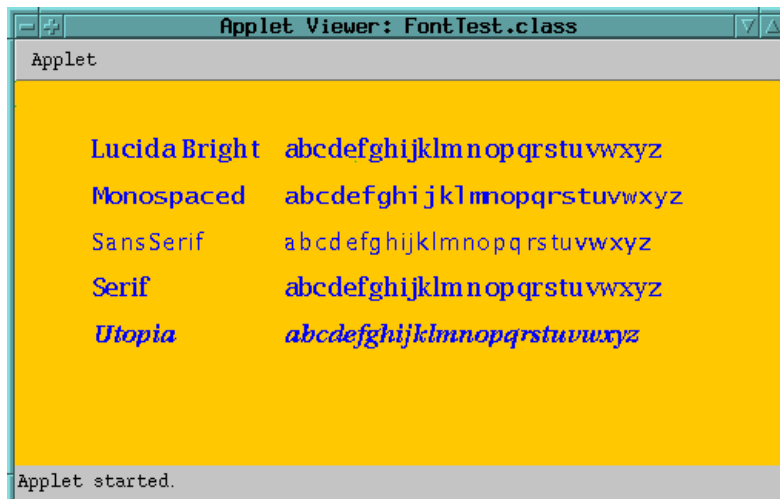 Applet Viewer: FontTest.class
Applet
Lucida Bright abcdefghijklmnopqrstuvwxyz
Monospaced abcdefghijklmnopqrstuvwxyz
SansSerif abcdefghijklmnopqrstuvwxyz
Serif abcdefghijklmnopqrstuvwxyz
Utopia abcdefghijklmnopqrstuvwxyz
Applet started.